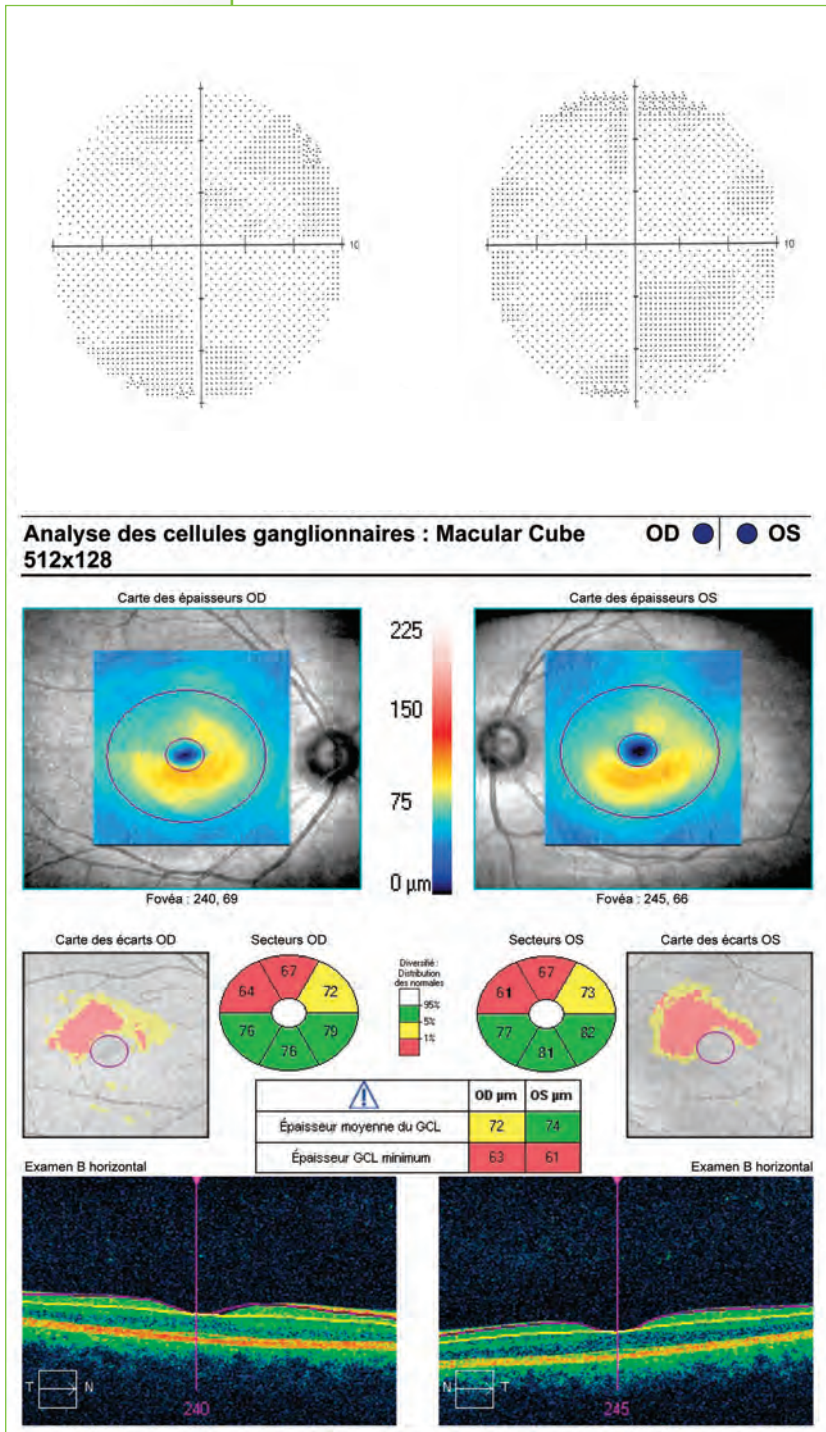 10
10
Analyse des cellules ganglionnaires : Macular Cube 512x128
OD OS
Carte des épaisseurs OD
Carte des épaisseurs OS
225
150
75
0 µm
Fovéa : 240, 69
Fovéa : 245, 66
Carte des écarts OD
Secteurs OD
Secteurs OS
Carte des écarts OS
Diversifié :
Distribution
des normales
95%
5%
1%
67
64 72
76 79
76
67
61 73
77 82
81
OD µm OS µm
Épaisseur moyenne du GCL 72 74
Épaisseur GCL minimum 63 61
Examen B horizontal
Examen B horizontal
T N
240
N T
245